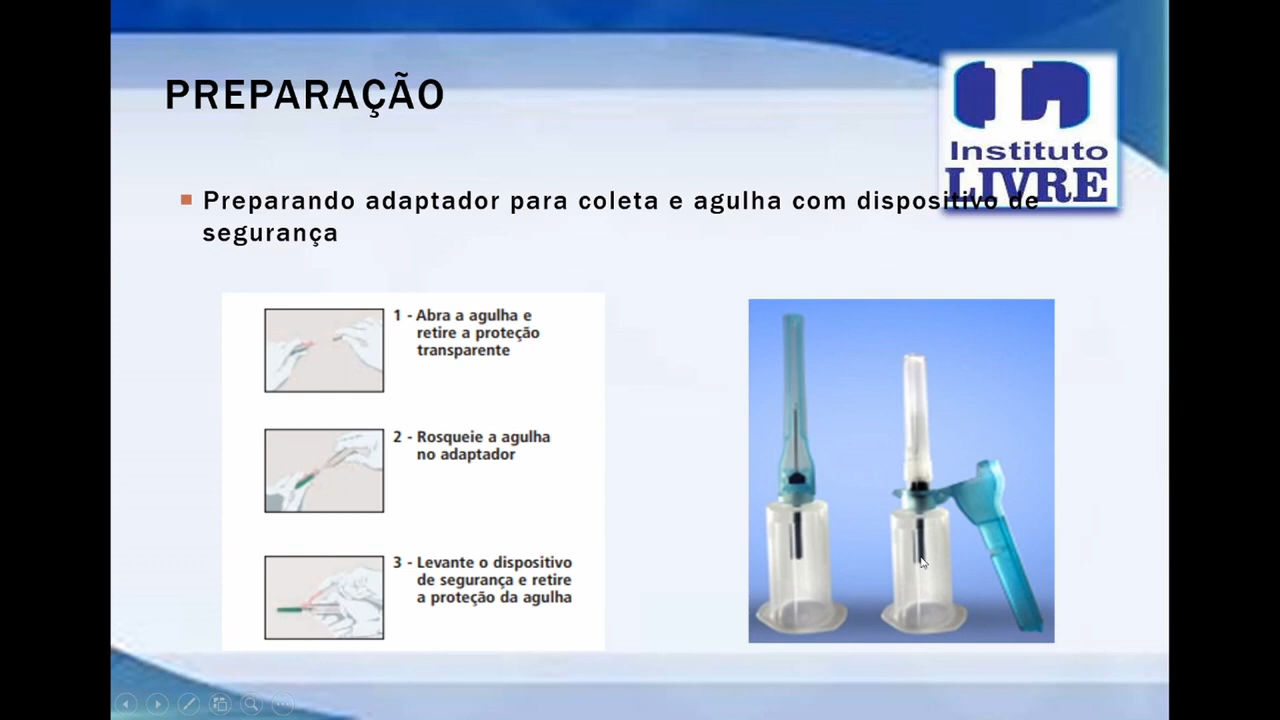 PREPARAÇÃO
Instituto
LIVRE
Preparando adaptador para coleta e agulha com dispositivo de
segurança
1 - Abra a agulha e
retire a proteção
transparente
2 - Rosqueie a agulha
no adaptador
3 - Levante o dispositivo
de segurança e retire
a proteção da agulha